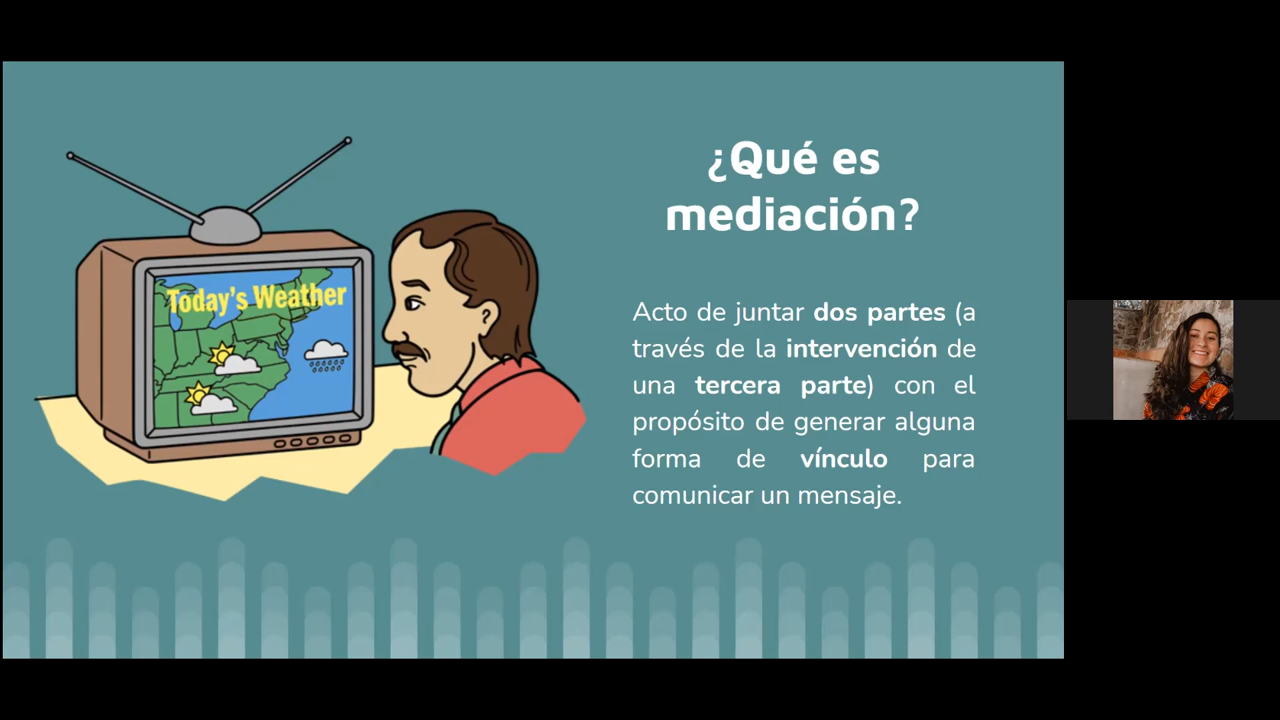 Today's Weather
¿Qué es
mediación?
Acto de juntar dos partes (a
través de la intervención de
una tercera parte) con el
propósito de generar alguna
forma de vínculo para
comunicar un mensaje.